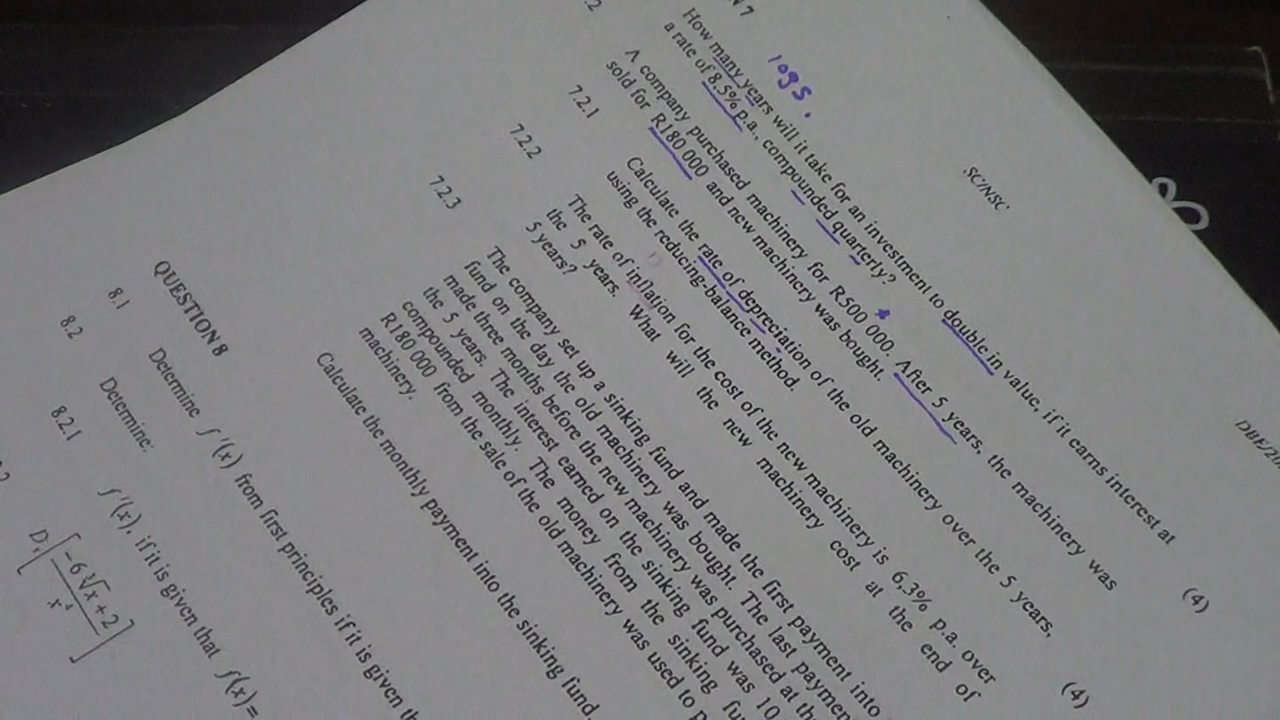 SC/NSC
How many years will it take for an investment to double in value, if it earns interest at
a rate of 8,5% p.a., compounded quarterly?
(4)
logs.
A company purchased machinery for R500 000. After 5 years, the machinery was
sold for R180 000 and new machinery was bought.
7.2.1
Calculate the rate of depreciation of the old machinery over the 5 years,
using the reducing-balance method.
(4)
7.2.2
The rate of inflation for the cost of the new machinery is 6,3% p.a. over
the 5 years. What will the new machinery cost at the end of
5 years?
7.2.3
The company set up a sinking fund and made the first payment into
fund on the day the old machinery was bought. The last
made three months before the new machinery was purchased at
the 5 years. The interest earned on the sinking fund was 10
compounded monthly. The money from the sinking
R180 000 from the sale of the old machinery was used to
machinery.
Calculate the monthly payment into the sinking fund.
QUESTION 8
8.1
Determine f'(x) from first principles if it is given
8.2
Determine:
8.2.1
f'(x), if it is given that f(x) =